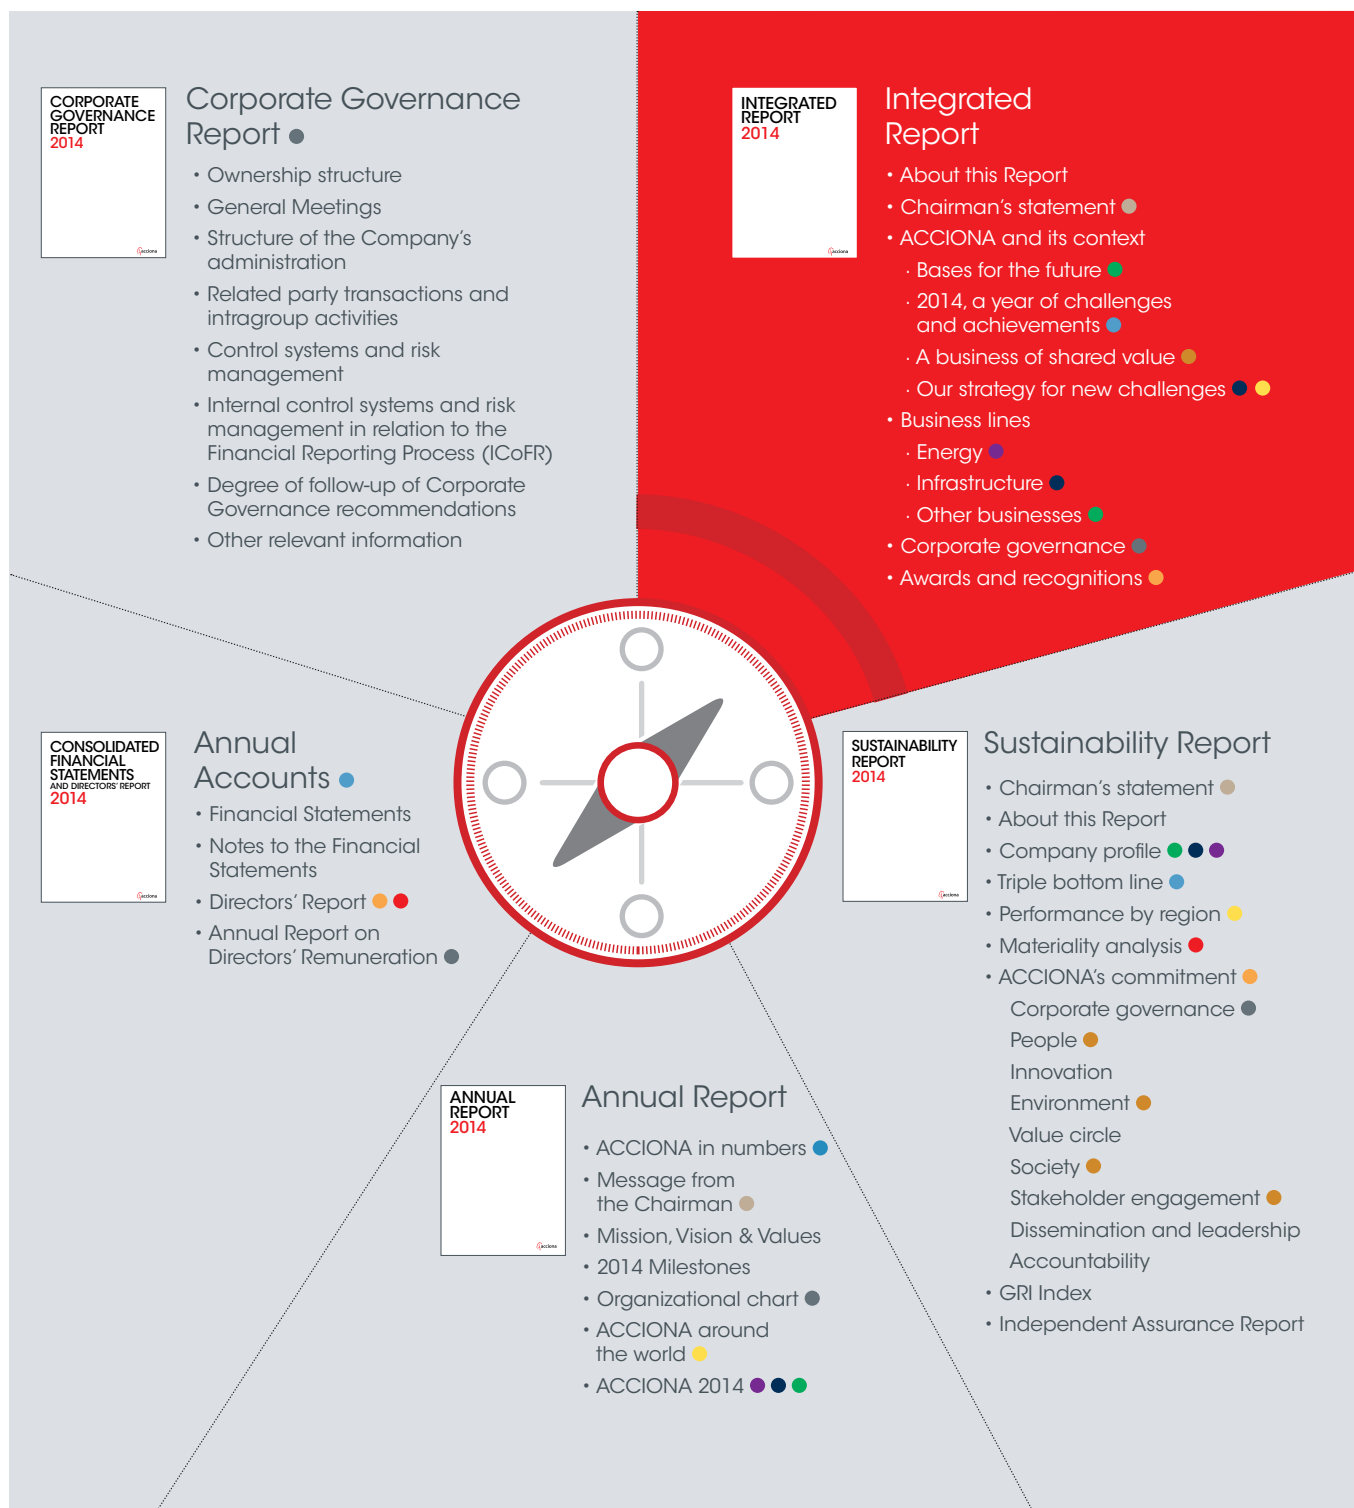 CORPORATE
GOVERNANCE
REPORT
2014
acciona
Corporate Governance
Report
• Ownership structure
• General Meetings
• Structure of the Company’s
administration
• Related party transactions and
intragroup activities
• Control systems and risk
management
• Internal control systems and risk
management in relation to the
Financial Reporting Process (ICoFR)
• Degree of follow-up of Corporate
Governance recommendations
• Other relevant information
INTEGRATED
REPORT
2014
acciona
Integrated
Report
• About this Report
• Chairman’s statement
• ACCIONA and its context
· Bases for the future
· 2014, a year of challenges
and achievements
· A business of shared value
· Our strategy for new challenges
• Business lines
· Energy
· Infrastructure
· Other businesses
• Corporate governance
• Awards and recognitions
CONSOLIDATED
FINANCIAL
STATEMENTS
AND DIRECTORS’ REPORT
2014
acciona
Annual
Accounts
• Financial Statements
• Notes to the Financial
Statements
• Directors’ Report
• Annual Report on
Directors’ Remuneration
SUSTAINABILITY
REPORT
2014
acciona
Sustainability Report
• Chairman’s statement
• About this Report
• Company profile
• Triple bottom line
• Performance by region
• Materiality analysis
• ACCIONA’s commitment
Corporate governance
People
Innovation
Environment
Value circle
Society
Stakeholder engagement
Dissemination and leadership
Accountability
• GRI Index
• Independent Assurance Report
ANNUAL
REPORT
2014
acciona
Annual Report
• ACCIONA in numbers
• Message from
the Chairman
• Mission, Vision & Values
• 2014 Milestones
• Organizational chart
• ACCIONA around
the world
• ACCIONA 2014